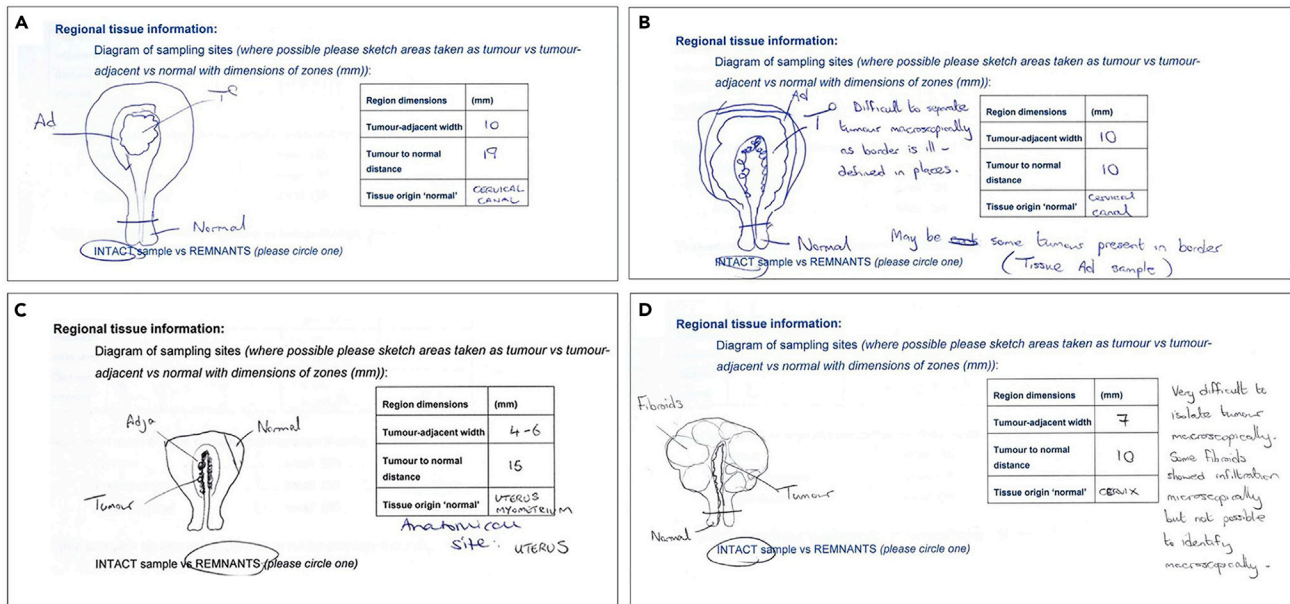 A
Regional tissue information:
Diagram of sampling sites (where possible please sketch areas taken as tumour vs tumour-
adjacent vs normal with dimensions of zones (mm)):
Ad
Region dimensions (mm)
Tumour-adjacent width 10
Tumour to normal
distance 19
Tissue origin 'normal' CERVICAL
CANAL
Normal
INTACT sample vs REMNANTS (please circle one)
B
Regional tissue information:
Diagram of sampling sites (where possible please sketch areas taken as tumour vs tumour-
adjacent vs normal with dimensions of zones (mm)):
Ad
T
Difficult to separate
tumour macroscopically
as border is ill-
defined in places.
Region dimensions (mm)
Tumour-adjacent width 10
Tumour to normal
distance 10
Tissue origin 'normal' cervical
canal
Normal
May be some tumour present in border
(Tissue Ad sample)
INTACT sample vs REMNANTS (please circle one)
C
Regional tissue information:
Diagram of sampling sites (where possible please sketch areas taken as tumour vs tumour-
adjacent vs normal with dimensions of zones (mm)):
Adja
Normal
Tumour
Region dimensions (mm)
Tumour-adjacent width 4-6
Tumour to normal
distance 15
Tissue origin 'normal' UTERUS
MYOMETRIUM
Anatomical
site: UTERUS
INTACT sample vs REMNANTS (please circle one)
D
Regional tissue information:
Diagram of sampling sites (where possible please sketch areas taken as tumour vs tumour-
adjacent vs normal with dimensions of zones (mm)):
Fibroids
Tumour
Normal
Region dimensions (mm)
Tumour-adjacent width 7
Tumour to normal
distance 10
Tissue origin 'normal' CERVIX
Very difficult to
isolate tumour
macroscopically.
Some fibroids
showed infiltration
microscopically
but not possible
to identify
macroscopically.
INTACT sample vs REMNANTS (please circle one)